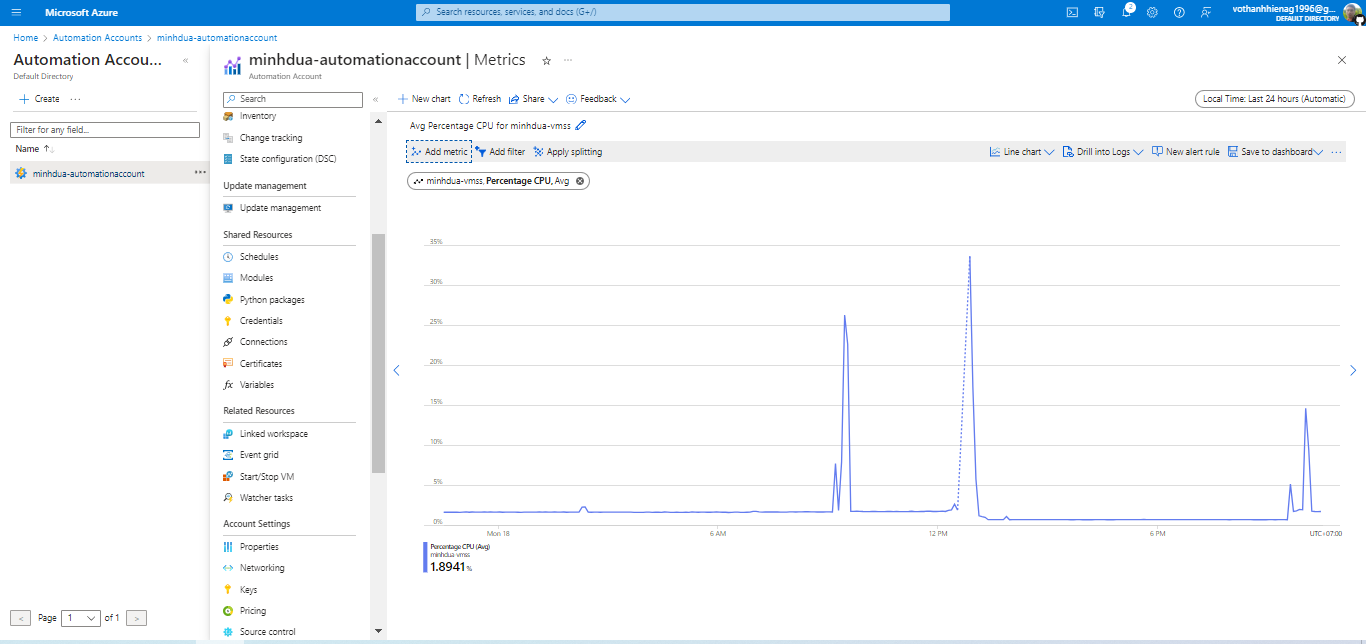 Microsoft Azure
Search resources, services, and docs (G+/)
2
vothanhhienag1996@g...
DEFAULT DIRECTORY
Home > Automation Accounts > minhdua-automationaccount
Automation Accou... «
Default Directory
+ Create ...
Filter for any field...
Name ↑↓
minhdua-automationaccount ...
Page 1 of 1
minhdua-automationaccount | Metrics ...
Automation Account
Search «
Inventory
Change tracking
State configuration (DSC)
Update management
Update management
Shared Resources
Schedules
Modules
Python packages
Credentials
Connections
Certificates
Variables
Related Resources
Linked workspace
Event grid
Start/Stop VM
Watcher tasks
Account Settings
Properties
Networking
Keys
Pricing
Source control
New chart Refresh Share Feedback
Local Time: Last 24 hours (Automatic)
Avg Percentage CPU for minhdua-vmss
Add metric Add filter Apply splitting
Line chart Drill into Logs New alert rule Save to dashboard ...
minhdua-vmss, Percentage CPU, Avg
35%
30%
25%
20%
15%
10%
5%
0%
Mon 18 6 AM 12 PM 6 PM UTC+07:00
Percentage CPU (Avg)
minhdua-vmss
1.8941%